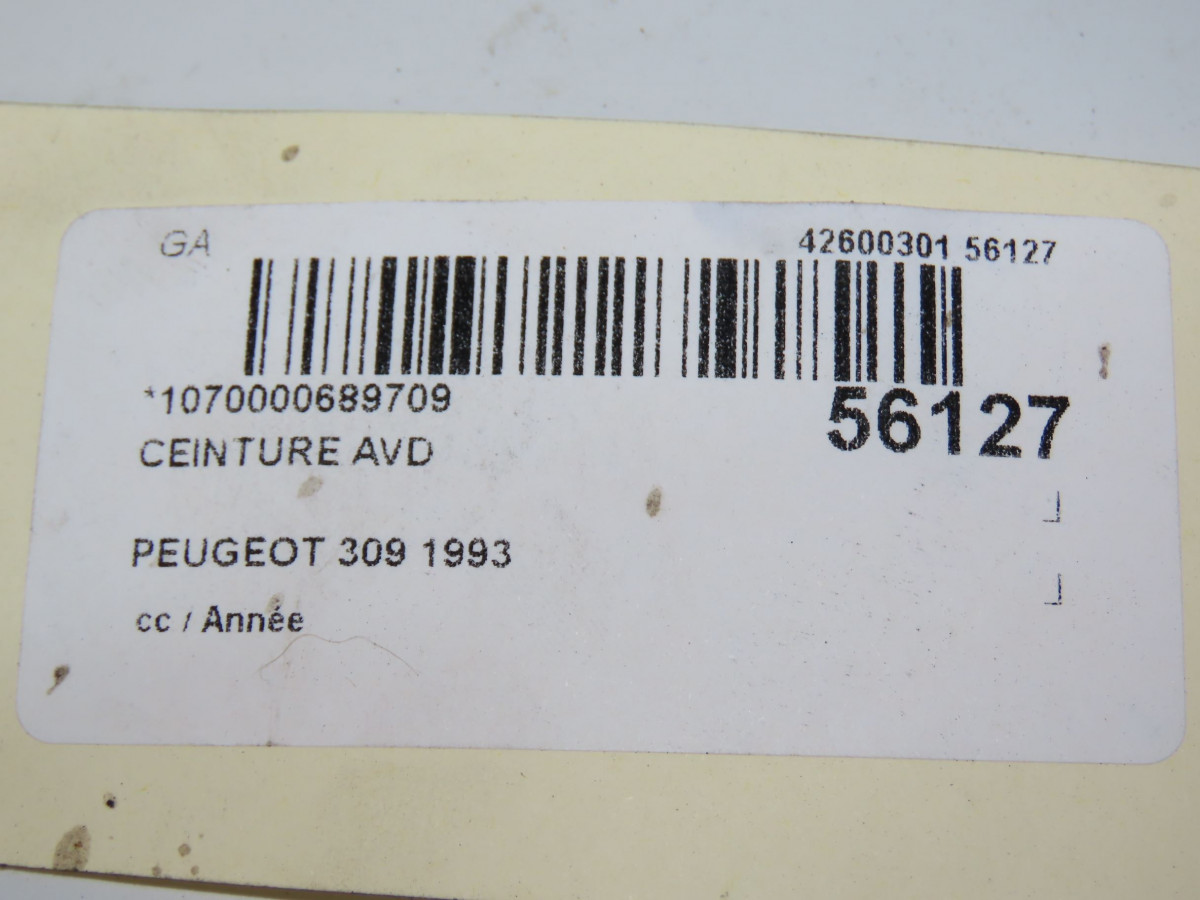 GA
42600301 56127
*1070000689709
56127
CEINTURE AVD
PEUGEOT 309 1993
cc / Année